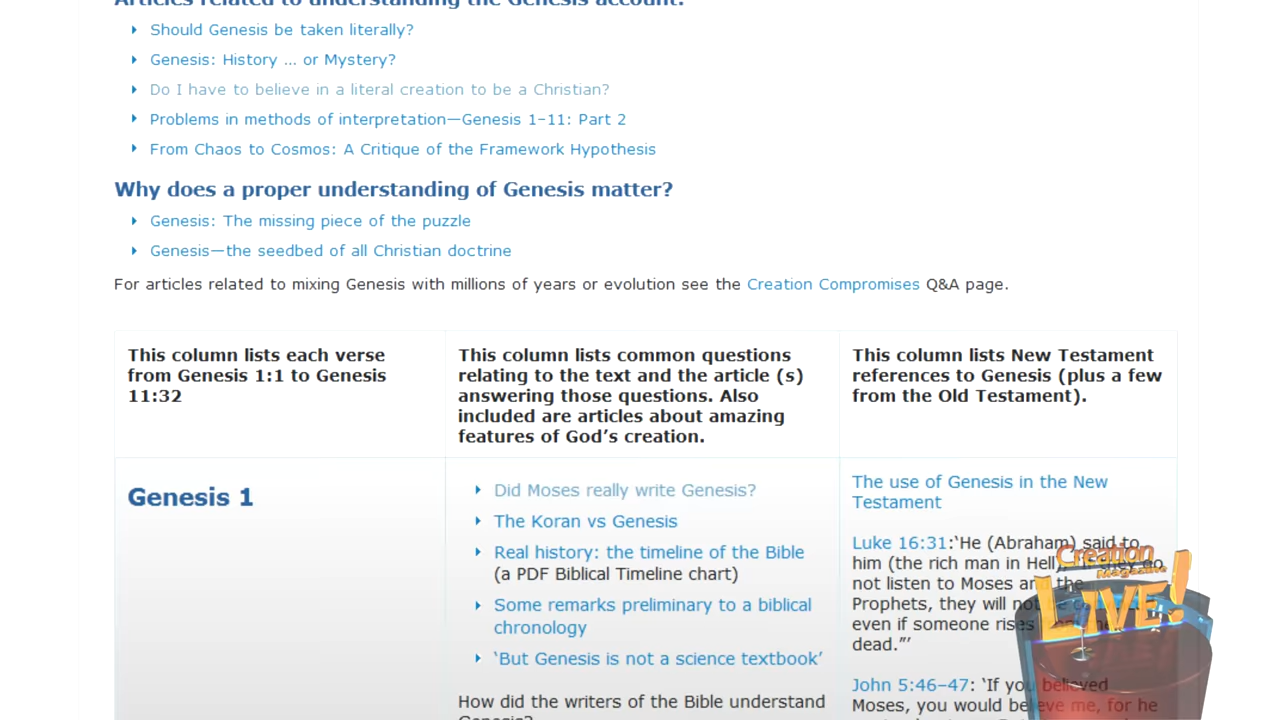 Articles related to understanding the Genesis account:
Should Genesis be taken literally?
Genesis: History ... or Mystery?
Do I have to believe in a literal creation to be a Christian?
Problems in methods of interpretation—Genesis 1–11: Part 2
From Chaos to Cosmos: A Critique of the Framework Hypothesis
Why does a proper understanding of Genesis matter?
Genesis: The missing piece of the puzzle
Genesis—the seedbed of all Christian doctrine
For articles related to mixing Genesis with millions of years or evolution see the Creation Compromises Q&A page.
This column lists each verse
from Genesis 1:1 to Genesis
11:32
This column lists common questions
relating to the text and the article (s)
answering those questions. Also
included are articles about amazing
features of God’s creation.
This column lists New Testament
references to Genesis (plus a few
from the Old Testament).
Genesis 1
Did Moses really write Genesis?
The Koran vs Genesis
Real history: the timeline of the Bible
(a PDF Biblical Timeline chart)
Some remarks preliminary to a biblical
chronology
‘But Genesis is not a science textbook’
How did the writers of the Bible understand
Genesis?
The use of Genesis in the New
Testament
Luke 16:31:‘He (Abraham) said to
him (the rich man in Hell), they do
not listen to Moses and the
Prophets, they will not be
even if someone rises
dead.”’
John 5:46–47: ‘If you believed
Moses, you would believe me, for he
Creation
Magazine
LIVE!